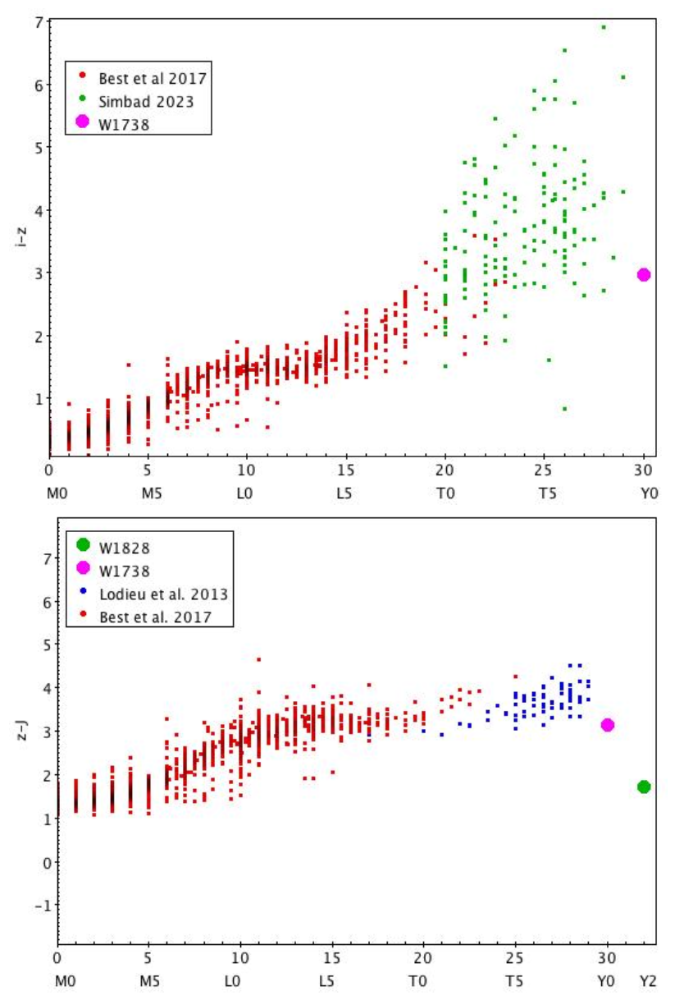 7
6
5
4
3
2
1
i-z
Best et al 2017
Simbad 2023
W1738
0 5 10 15 20 25 30
M0 M5 L0 L5 T0 T5 Y0
7
6
5
4
3
2
1
0
-1
z-J
W1828
W1738
Lodieu et al. 2013
Best et al. 2017
0 5 10 15 20 25 30
M0 M5 L0 L5 T0 T5 Y0 Y2